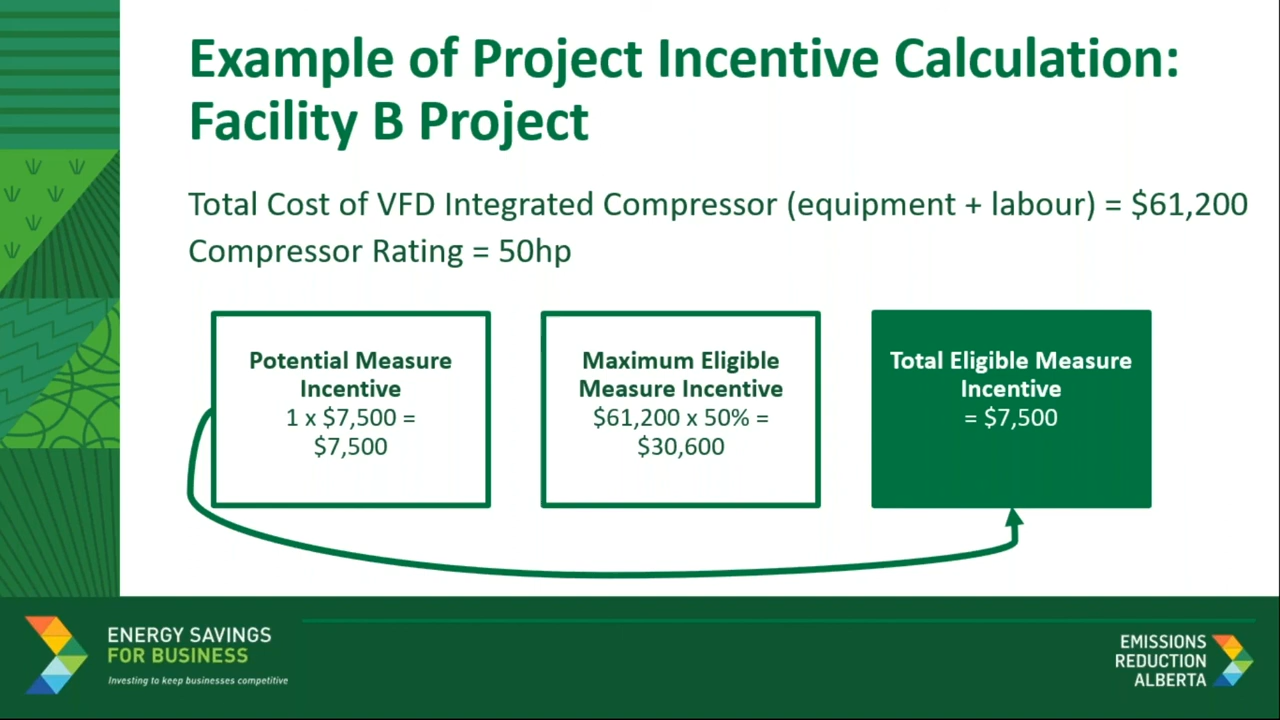 Example of Project Incentive Calculation:
Facility B Project
Total Cost of VFD Integrated Compressor (equipment + labour) = $61,200
Compressor Rating = 50hp
Potential Measure
Incentive
1 x $7,500 =
$7,500
Maximum Eligible
Measure Incentive
$61,200 x 50% =
$30,600
Total Eligible Measure
Incentive
= $7,500
ENERGY SAVINGS
FOR BUSINESS
Investing to keep businesses competitive
EMISSIONS
REDUCTION
ALBERTA